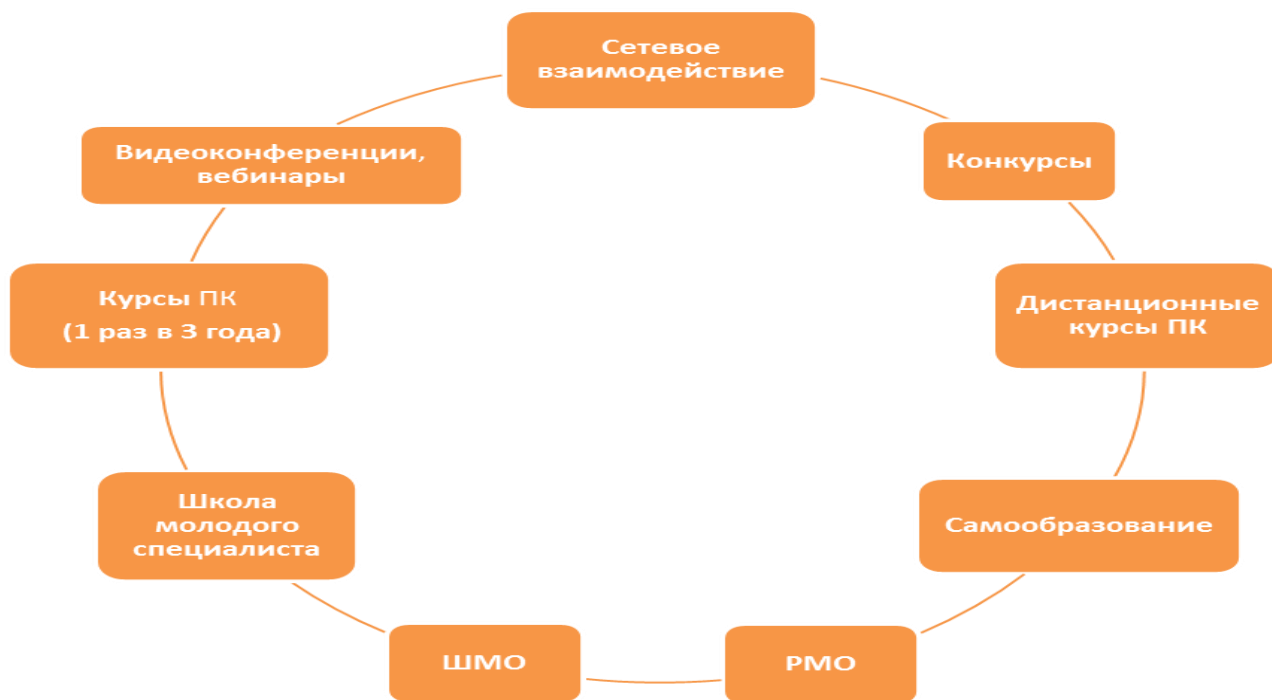 Сетевое
взаимодействие
Конкурсы
Дистанционные
курсы ПК
Самообразование
РМО
ШМО
Школа
молодого
специалиста
Курсы ПК
(1 раз в 3 года)
Видеоконференции,
вебинары